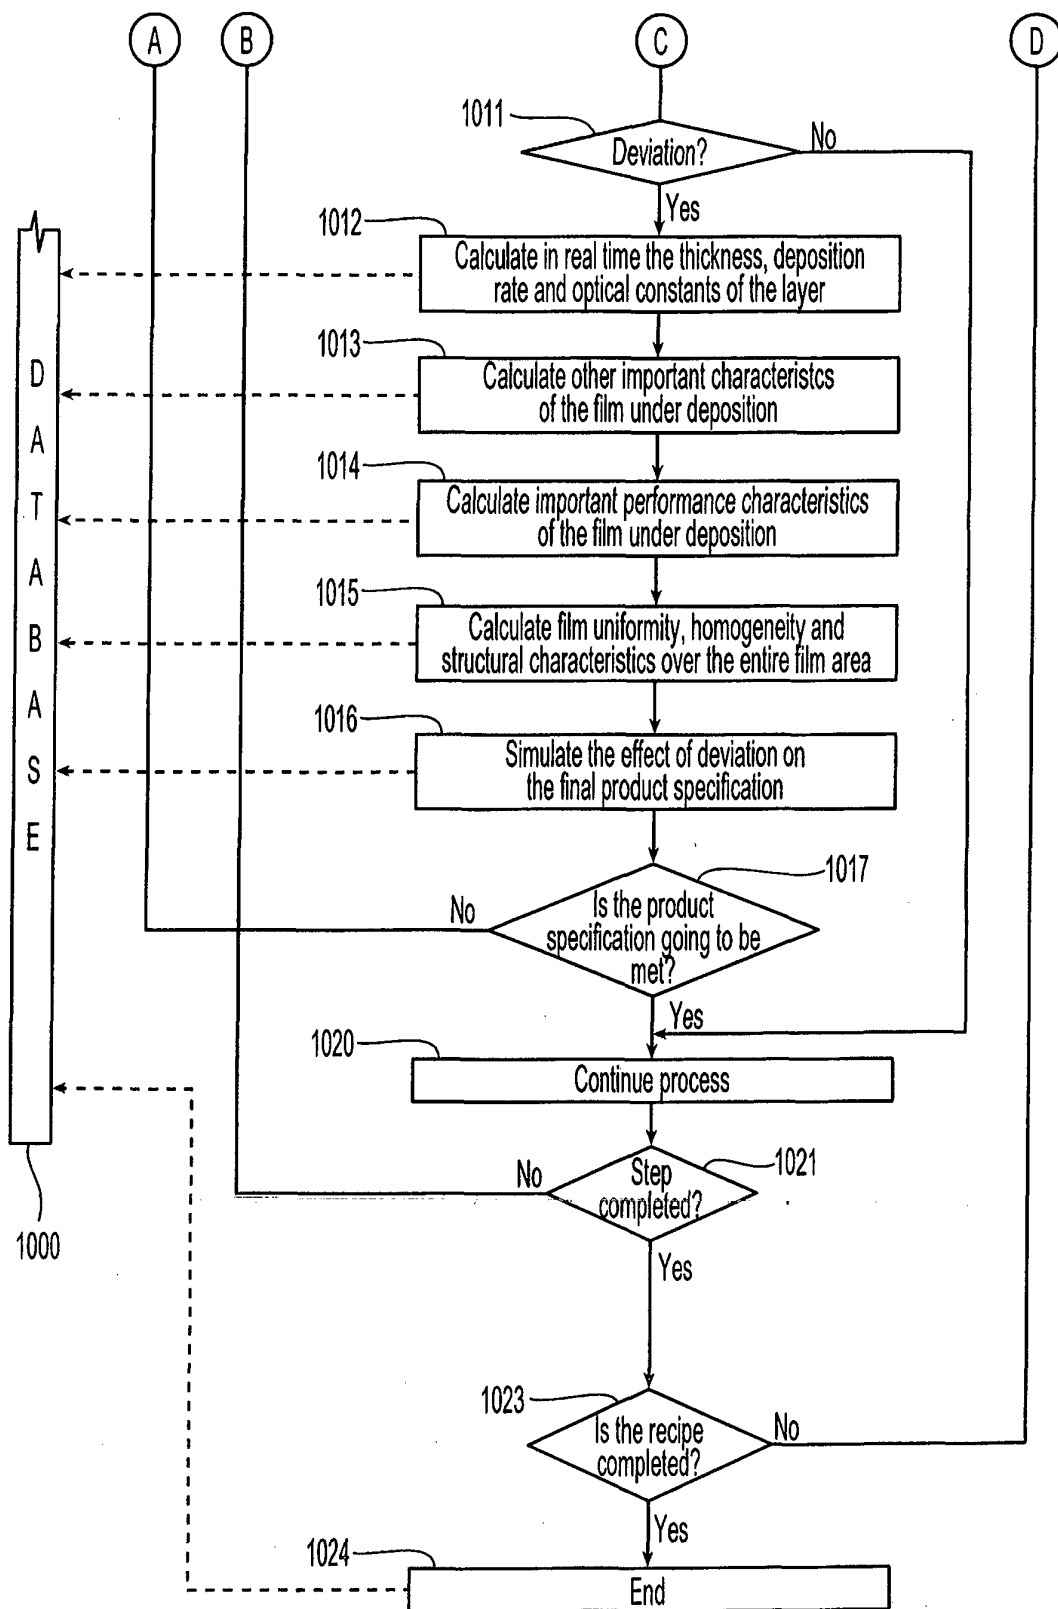 A
B
C
D
1011
Deviation?
No
Yes
1012
Calculate in real time the thickness, deposition
rate and optical constants of the layer
1013
Calculate other important characteristcs
of the film under deposition
1014
Calculate important performance characteristics
of the film under deposition
1015
Calculate film uniformity, homogeneity and
structural characteristics over the entire film area
1016
Simulate the effect of deviation on
the final product specification
D
A
T
A
B
A
S
E
1017
No
Is the product
specification going to be
met?
Yes
1020
Continue process
1021
No
Step
completed?
Yes
1000
1023
Is the recipe
completed?
No
Yes
1024
End